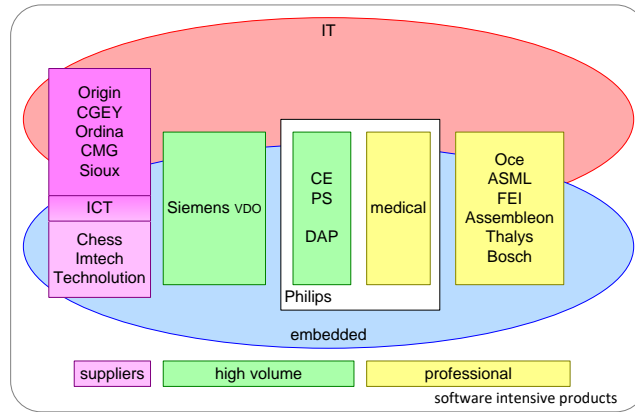 IT
Origin
CGEY
Ordina
CMG
Sioux
ICT
Chess
Imtech
Technolution
Siemens VDO
CE
PS
DAP
medical
Philips
Oce
ASML
FEI
Assembleon
Thalys
Bosch
embedded
suppliers
high volume
professional
software intensive products